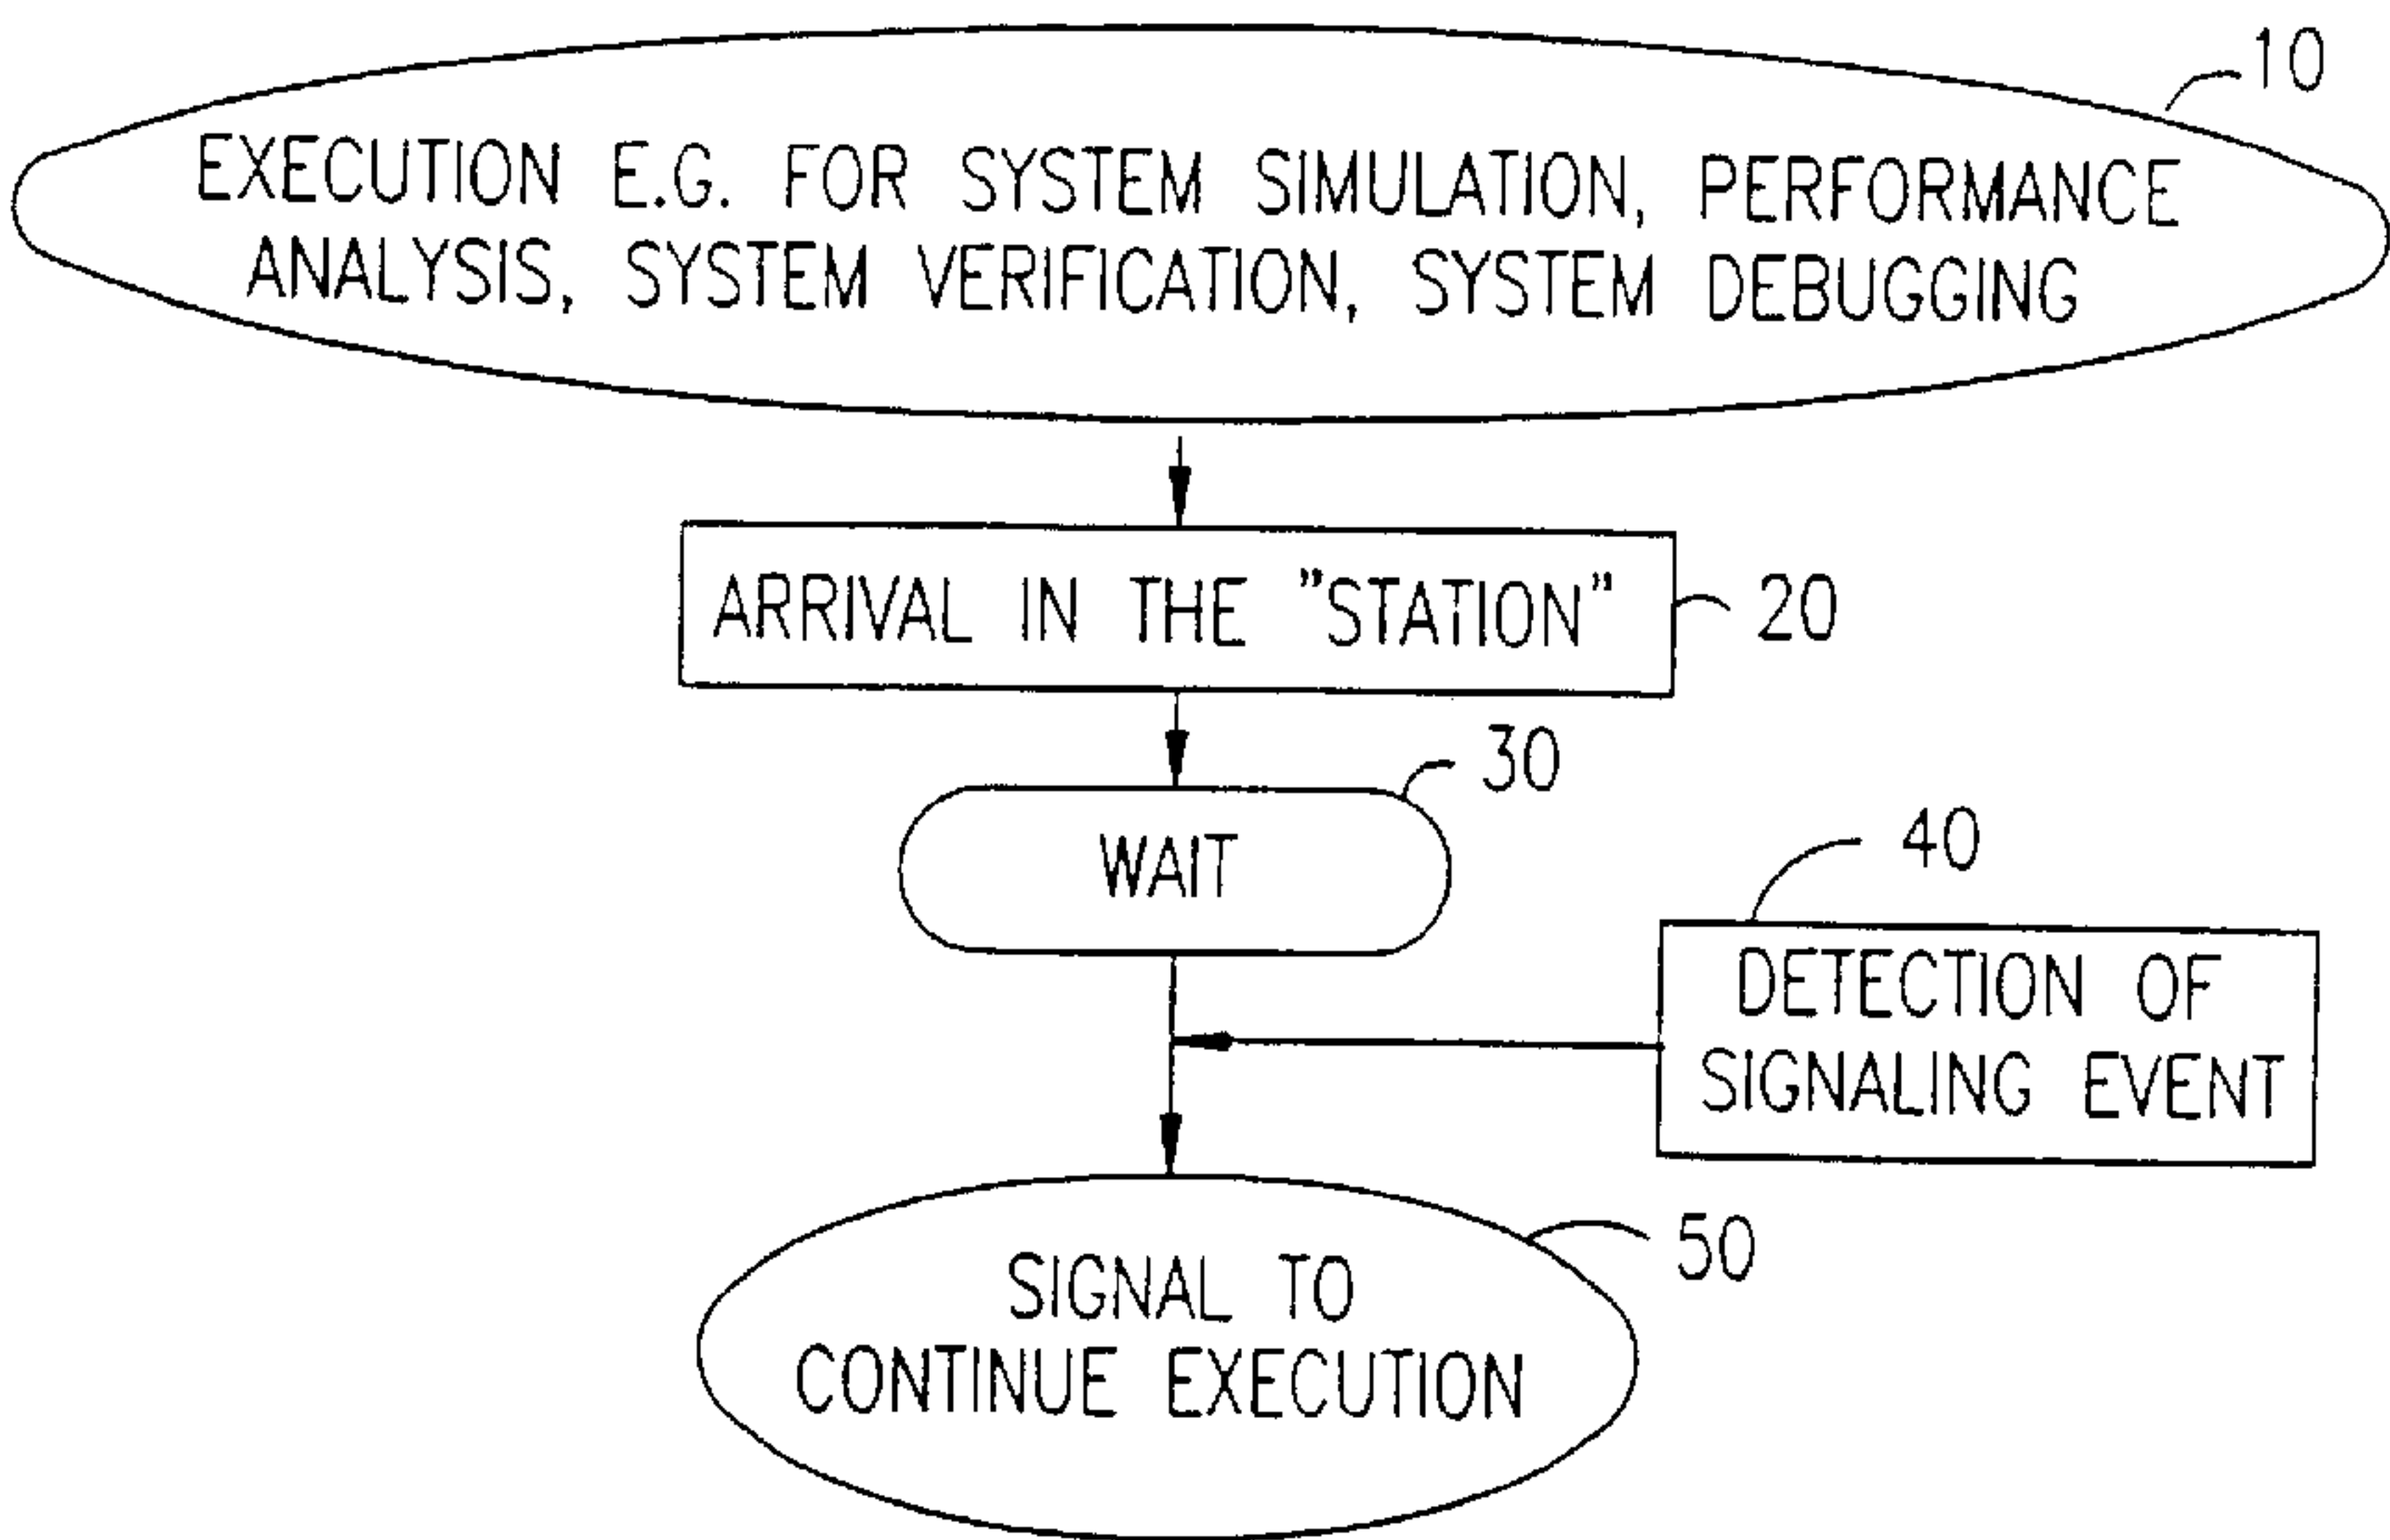 10
EXECUTION E.G. FOR SYSTEM SIMULATION, PERFORMANCE
ANALYSIS, SYSTEM VERIFICATION, SYSTEM DEBUGGING
ARRIVAL IN THE "STATION"
20
30
WAIT
40
DETECTION OF
SIGNALING EVENT
50
SIGNAL TO
CONTINUE EXECUTION